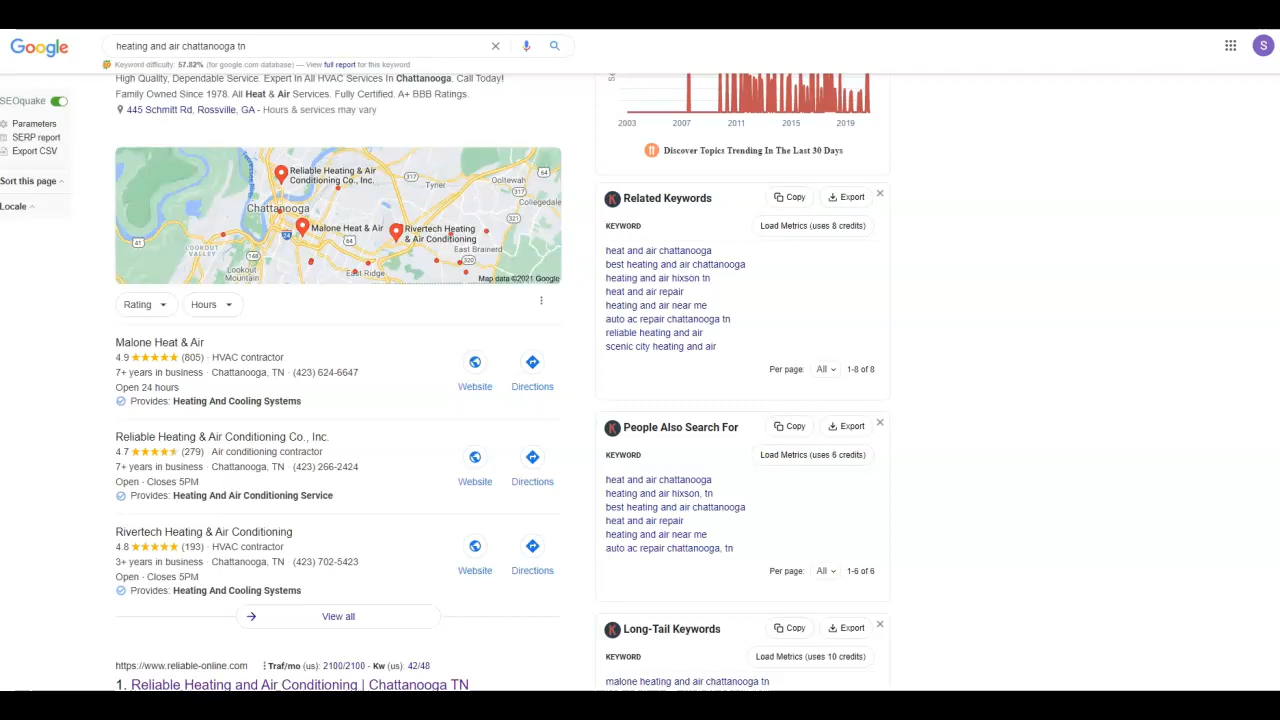 Google
heating and air chattanooga tn
S
Keyword difficulty: 57.82% (for google.com database) — View full report for this keyword
High Quality, Dependable Service. Expert In All HVAC Services In Chattanooga. Call Today!
Family Owned Since 1978. All Heat & Air Services. Fully Certified. A+ BBB Ratings.
445 Schmitt Rd, Rossville, GA - Hours & services may vary
SEOquake
Parameters
SERP report
Export CSV
Sort this page
Locale
Reliable Heating & Air
Conditioning Co., Inc.
Chattanooga
Malone Heat & Air
Rivertech Heating
& Air Conditioning
Tyner
Ooltewah
Collegedale
East Brainerd
East Ridge
LOOKOUT
VALLEY
Lookout
Mountain
317
64
317
321
41
24
64
148
320
Map data ©2021 Google
Rating
Hours
Malone Heat & Air
4.9 (805) · HVAC contractor
7+ years in business · Chattanooga, TN · (423) 624-6647
Open 24 hours
Provides: Heating And Cooling Systems
Website
Directions
Reliable Heating & Air Conditioning Co., Inc.
4.7 (279) · Air conditioning contractor
7+ years in business · Chattanooga, TN · (423) 266-2424
Open · Closes 5PM
Provides: Heating And Air Conditioning Service
Website
Directions
Rivertech Heating & Air Conditioning
4.8 (193) · HVAC contractor
3+ years in business · Chattanooga, TN · (423) 702-5423
Open · Closes 5PM
Provides: Heating And Cooling Systems
Website
Directions
View all
https://www.reliable-online.com Traf/mo (us): 2100/2100 - Kw (us): 42/48
1. Reliable Heating and Air Conditioning | Chattanooga TN
2003 2007 2011 2015 2019
Discover Topics Trending In The Last 30 Days
K Related Keywords
Copy
Export
KEYWORD
Load Metrics (uses 8 credits)
heat and air chattanooga
best heating and air chattanooga
heating and air hixson tn
heat and air repair
heating and air near me
auto ac repair chattanooga tn
reliable heating and air
scenic city heating and air
Per page: All 1-8 of 8
K People Also Search For
Copy
Export
KEYWORD
Load Metrics (uses 6 credits)
heat and air chattanooga
heating and air hixson, tn
best heating and air chattanooga
heat and air repair
heating and air near me
auto ac repair chattanooga, tn
Per page: All 1-6 of 6
K Long-Tail Keywords
Copy
Export
KEYWORD
Load Metrics (uses 10 credits)
malone heating and air chattanooga tn